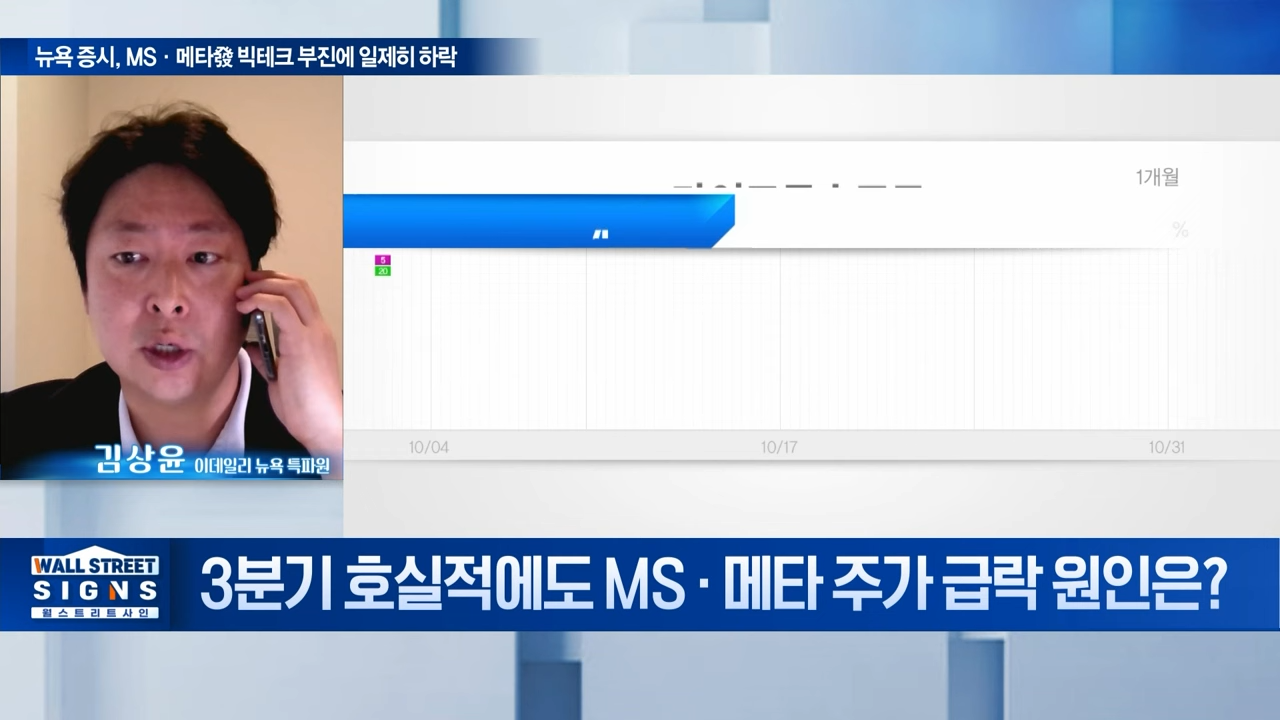 뉴욕 증시, MS · 메타發 빅테크 부진에 일제히 하락
1개월
%
5
20
10/04
10/17
10/31
김상윤 이데일리 뉴욕 특파원
WALL STREET
SIGNS
월스트리트사인
3분기 호실적에도 MS · 메타 주가 급락 원인은?